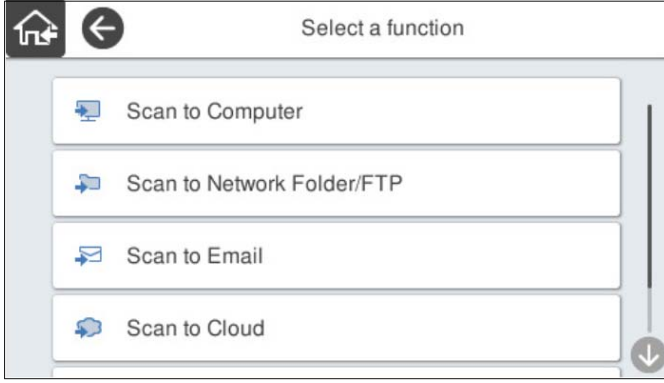 Select a function
Scan to Computer
Scan to Network Folder/FTP
Scan to Email
Scan to Cloud